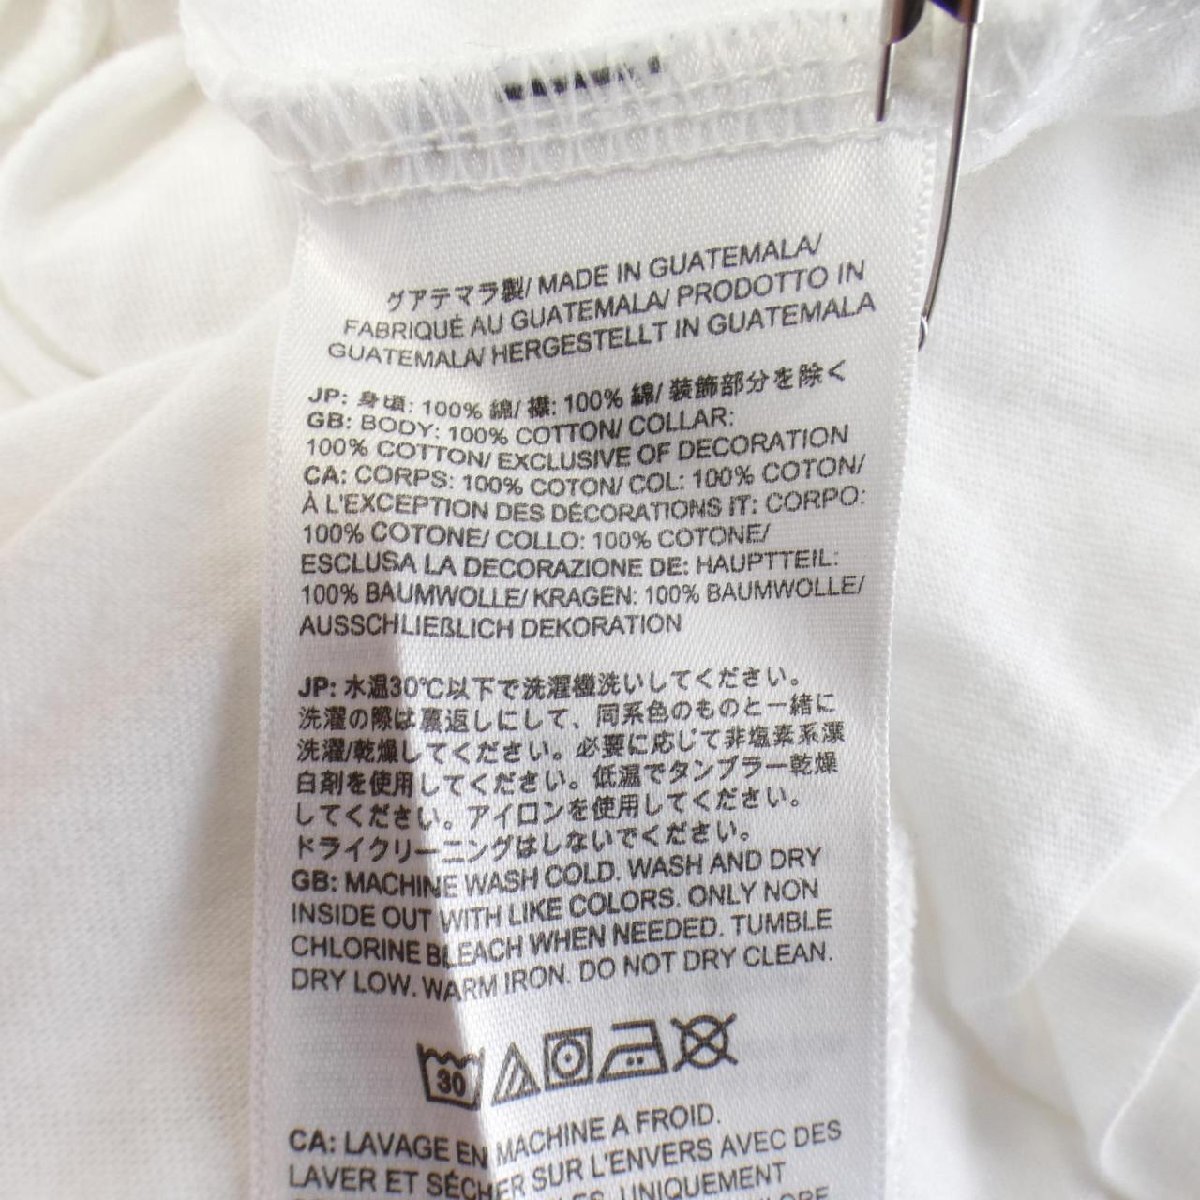 グアテマラ製/ MADE IN GUATEMALA/
FABRIQUÉ AU GUATEMALA/ PRODOTTO IN
GUATEMALA/ HERGESTELLT IN GUATEMALA
JP: 身頃: 100% 綿/ 襟: 100% 綿/ 装飾部分を除く
GB: BODY: 100% COTTON/ COLLAR:
100% COTTON/ EXCLUSIVE OF DECORATION
CA: CORPS: 100% COTON/ COL: 100% COTON/
À L'EXCEPTION DES DÉCORATIONS IT: CORPO:
100% COTONE/ COLLO: 100% COTONE/
ESCLUSA LA DECORAZIONE DE: HAUPTTEIL:
100% BAUMWOLLE/ KRAGEN: 100% BAUMWOLLE/
AUSSCHLIEßLICH DEKORATION
JP: 水温30℃以下で洗濯機洗いしてください。
洗濯の際は裏返しにして、同系色のものと一緒に
洗濯/乾燥してください。必要に応じて非塩素系漂
白剤を使用してください。低温でタンブラー乾燥
してください。アイロンを使用してください。
ドライクリーニングはしないでください。
GB: MACHINE WASH COLD. WASH AND DRY
INSIDE OUT WITH LIKE COLORS. ONLY NON
CHLORINE BLEACH WHEN NEEDED. TUMBLE
DRY LOW. WARM IRON. DO NOT DRY CLEAN.
30
CA: LAVAGE EN MACHINE A FROID.
LAVER ET SÉCHER SUR L'ENVERS AVEC DES
UNIQUEMENT